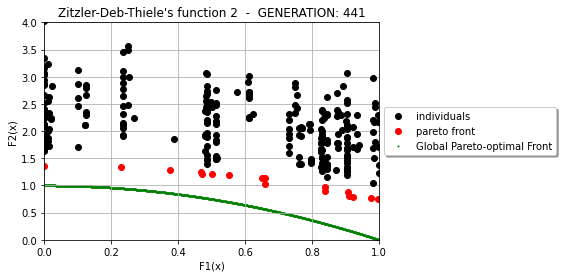 Zitzler-Deb-Thiele's function 2  -  GENERATION: 441
4.0
3.5
3.0
2.5
2.0
1.5
1.0
0.5
0.0
F2(x)
0.0 0.2 0.4 0.6 0.8 1.0
F1(x)
individuals
pareto front
Global Pareto-optimal Front